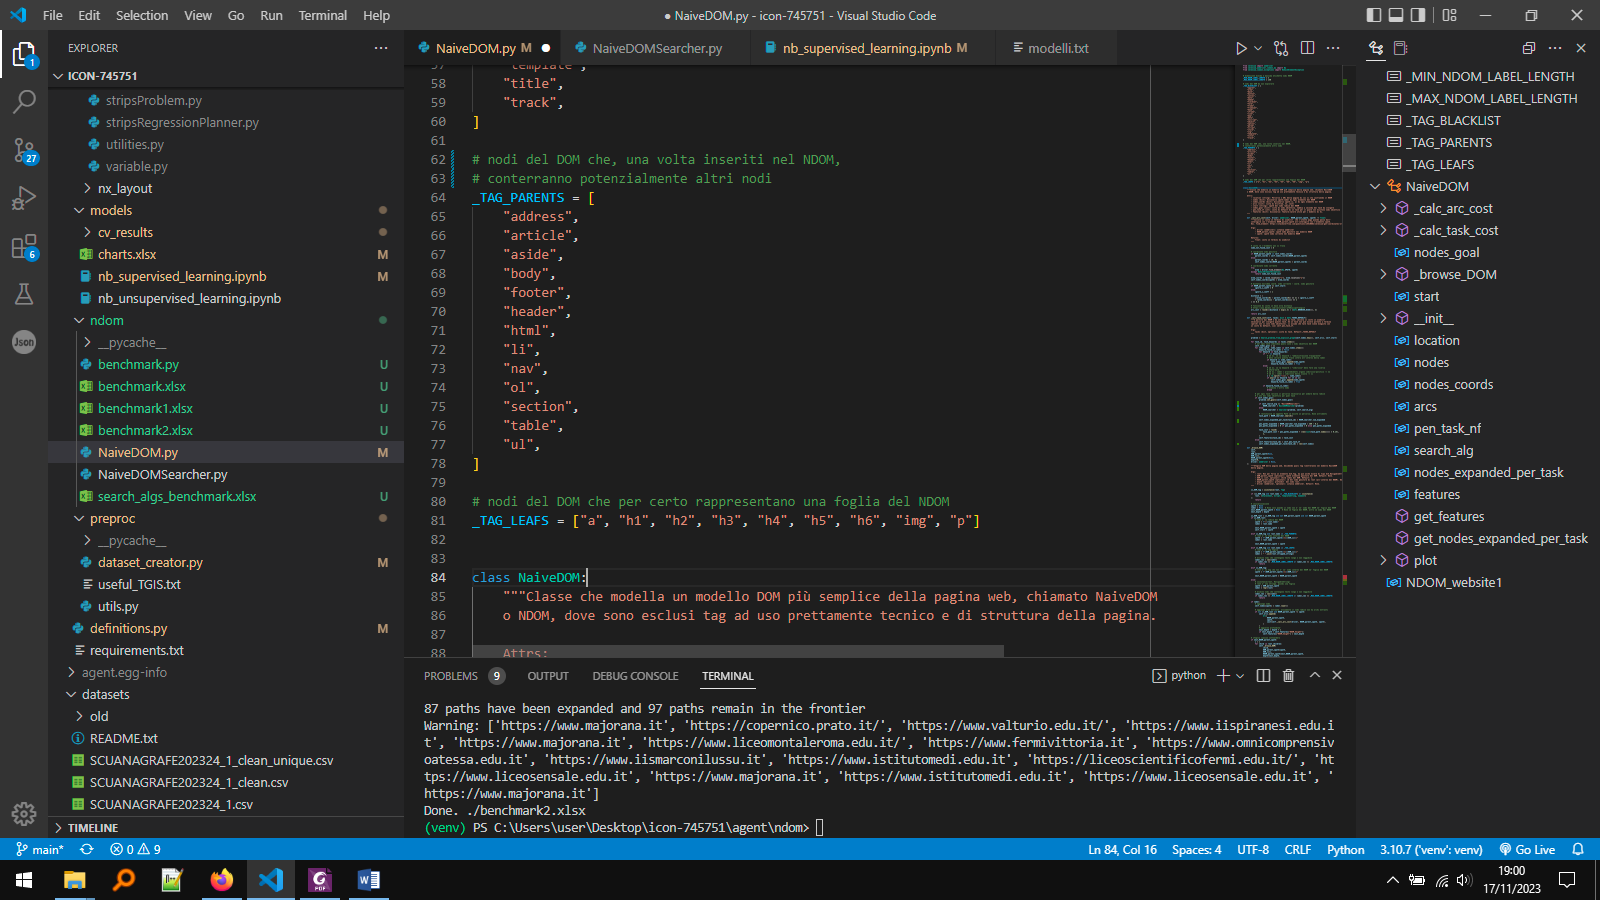 File Edit Selection View Go Run Terminal Help
● NaiveDOM.py - icon-745751 - Visual Studio Code
EXPLORER
ICON-745751
stripsProblem.py
stripsRegressionPlanner.py
utilities.py
variable.py
nx_layout
models
cv_results
charts.xlsx M
nb_supervised_learning.ipynb M
nb_unsupervised_learning.ipynb
ndom
__pycache__
benchmark.py U
benchmark.xlsx U
benchmark1.xlsx U
benchmark2.xlsx U
NaiveDOM.py M
NaiveDOMSearcher.py
search_algs_benchmark.xlsx U
preproc
__pycache__
dataset_creator.py M
useful_TGIS.txt
utils.py
definitions.py M
requirements.txt
agent.egg-info
datasets
old
README.txt
SCUANAGRAFE202324_1_clean_unique.csv
SCUANAGRAFE202324_1_clean.csv
SCUANAGRAFE202324_1.csv
TIMELINE
1
27
6
Json
NaiveDOM.py M ● NaiveDOMSearcher.py nb_supervised_learning.ipynb M modelli.txt
57 "template",
58 "title",
59 "track",
60 ]
61
62 # nodi del DOM che, una volta inseriti nel NDOM,
63 # conterranno potenzialmente altri nodi
64 _TAG_PARENTS = [
65 "address",
66 "article",
67 "aside",
68 "body",
69 "footer",
70 "header",
71 "html",
72 "li",
73 "nav",
74 "ol",
75 "section",
76 "table",
77 "ul",
78 ]
79
80 # nodi del DOM che per certo rappresentano una foglia del NDOM
81 _TAG_LEAFS = ["a", "h1", "h2", "h3", "h4", "h5", "h6", "img", "p"]
82
83
84 class NaiveDOM:
85 """Classe che modella un modello DOM più semplice della pagina web, chiamato NaiveDOM
86 o NDOM, dove sono esclusi tag ad uso prettamente tecnico e di struttura della pagina.
87
88 Attrs:
PROBLEMS 9 OUTPUT DEBUG CONSOLE TERMINAL
python
87 paths have been expanded and 97 paths remain in the frontier
Warning: ['https://www.majorana.it', 'https://copernico.prato.it/', 'https://www.valturio.edu.it/', 'https://www.iispiranesi.edu.i
t', 'https://www.majorana.it', 'https://www.liceomontaleroma.edu.it/', 'https://www.fermivittoria.it', 'https://www.omnicomprensiv
oatessa.edu.it', 'https://www.iismarconilussu.it', 'https://www.istitutomedi.edu.it', 'https://liceoscientificofermi.edu.it/', 'ht
tps://www.liceosensale.edu.it', 'https://www.majorana.it', 'https://www.istitutomedi.edu.it', 'https://www.liceosensale.edu.it', '
https://www.majorana.it']
Done. ./benchmark2.xlsx
(venv) PS C:\Users\user\Desktop\icon-745751\agent\ndom>
_MIN_NDOM_LABEL_LENGTH
_MAX_NDOM_LABEL_LENGTH
_TAG_BLACKLIST
_TAG_PARENTS
_TAG_LEAFS
NaiveDOM
_calc_arc_cost
_calc_task_cost
nodes_goal
_browse_DOM
start
__init__
location
nodes
nodes_coords
arcs
pen_task_nf
search_alg
nodes_expanded_per_task
features
get_features
get_nodes_expanded_per_task
plot
NDOM_website1
main* 0 9
Ln 84, Col 16 Spaces: 4 UTF-8 CRLF Python 3.10.7 ('venv': venv) Go Live
19:00
17/11/2023